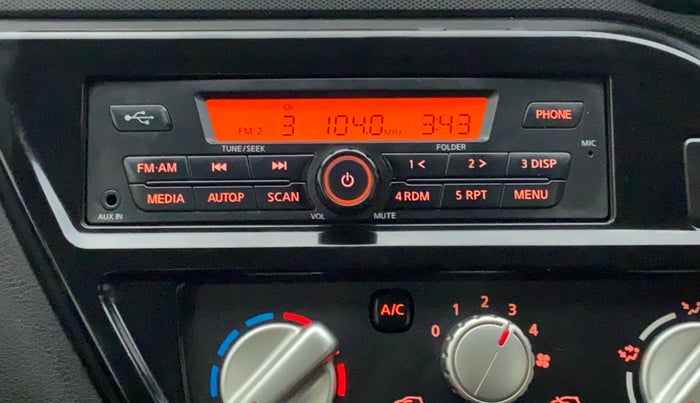 Ch
FM 2 3 104.0 MHz 3:43
PHONE
TUNE/SEEK FOLDER MIC
FM·AM 1 < 2 > 3 DISP
MEDIA AUTO.P SCAN 4 RDM 5 RPT MENU
AUX IN VOL MUTE
A/C
0 1 2 3 4